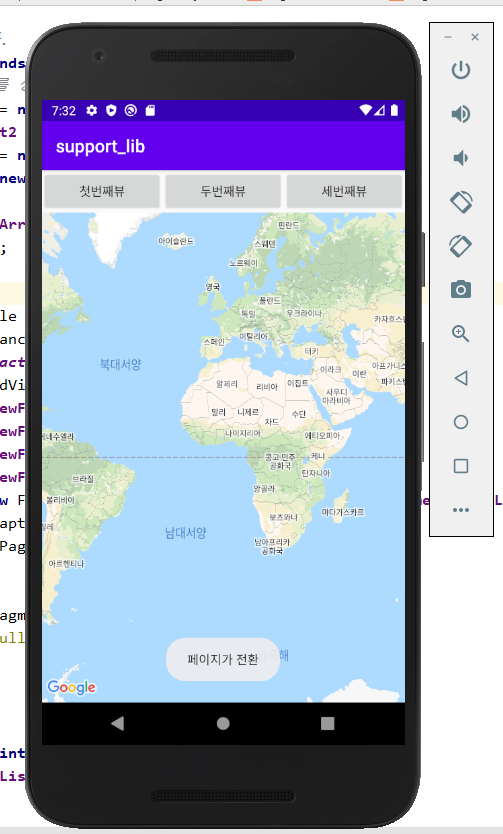 7:32
support_lib
첫번째뷰 두번째뷰 세번째뷰
아이슬란드
핀란드
스웨덴
노르웨이
영국
폴란드
독일 우크라이나
카자흐스
스페인 이탈리아
터키
아프가니스
이라크 이란
파키스
북대서양
알제리 리비아 이집트
사우디
아라비아
말리 니제르 수단
차드
나이지리아 에티오피아
베네수엘라
콩고 민주
공화국
케냐
탄자니아
브라질
앙골라
볼리비아
보츠와나 마다가스카르
남대서양
남아프리카
공화국
아르헨티나
페이지가 전환
Google